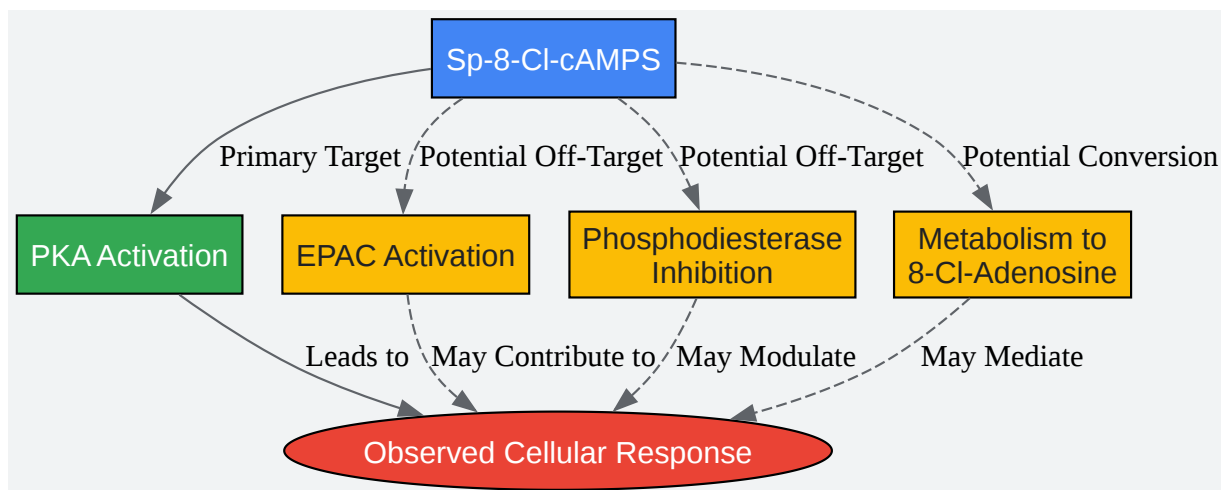 Sp-8-Cl-cAMPS
Primary Target
Potential Off-Target
Potential Off-Target
Potential Conversion
PKA Activation
EPAC Activation
Phosphodiesterase
Inhibition
Metabolism to
8-Cl-Adenosine
Leads to
May Contribute to
May Modulate
May Mediate
Observed Cellular Response